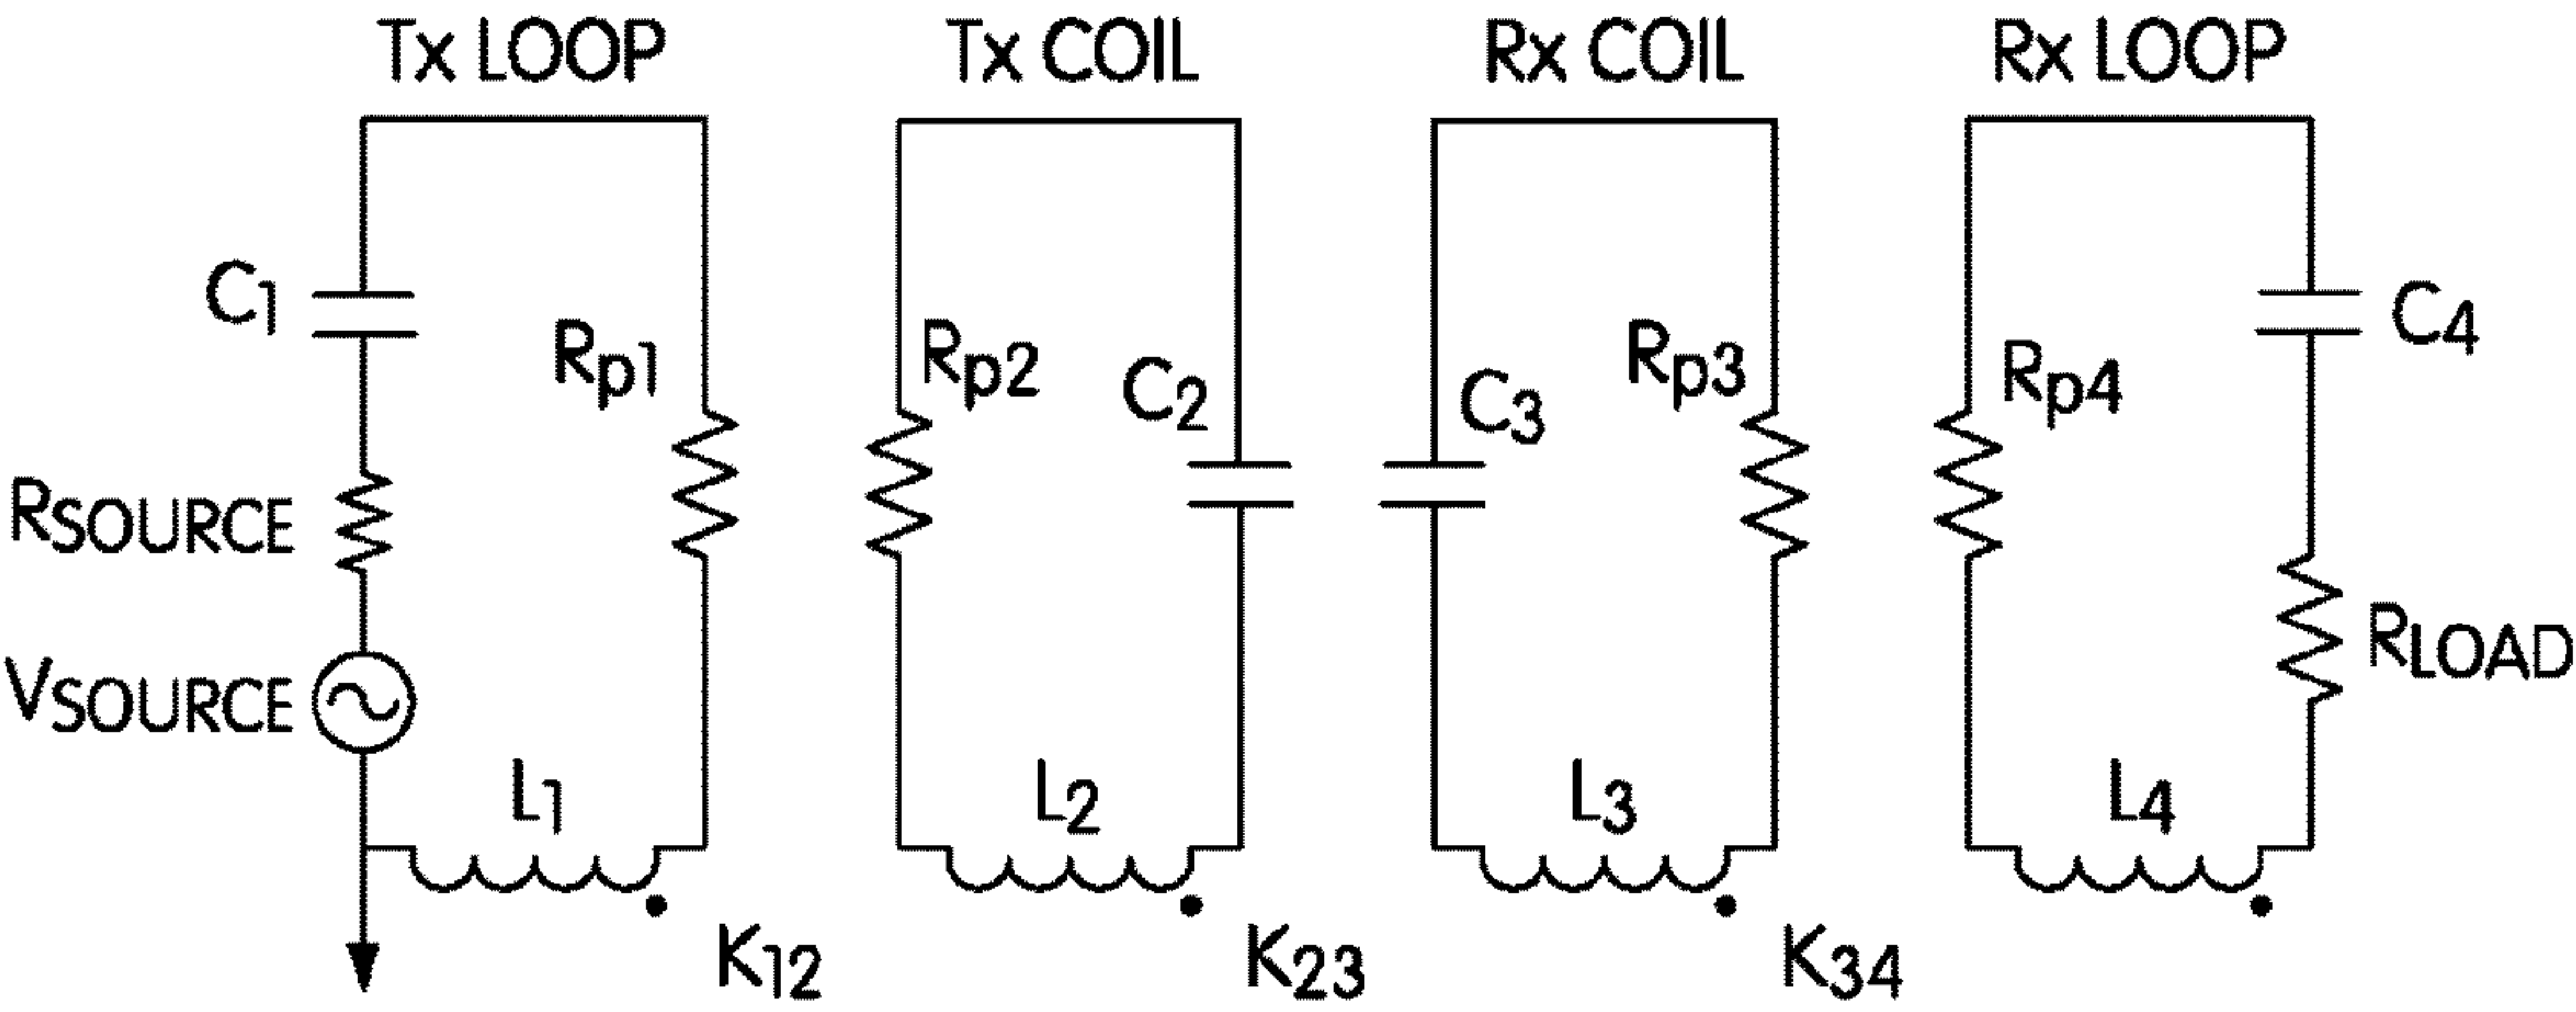 Tx LOOP
Tx COIL
Rx COIL
Rx LOOP
C1
Rp1
RSOURCE
VSOURCE
L1
K12
Rp2
C2
L2
K23
C3
Rp3
L3
K34
Rp4
C4
RLOAD
L4